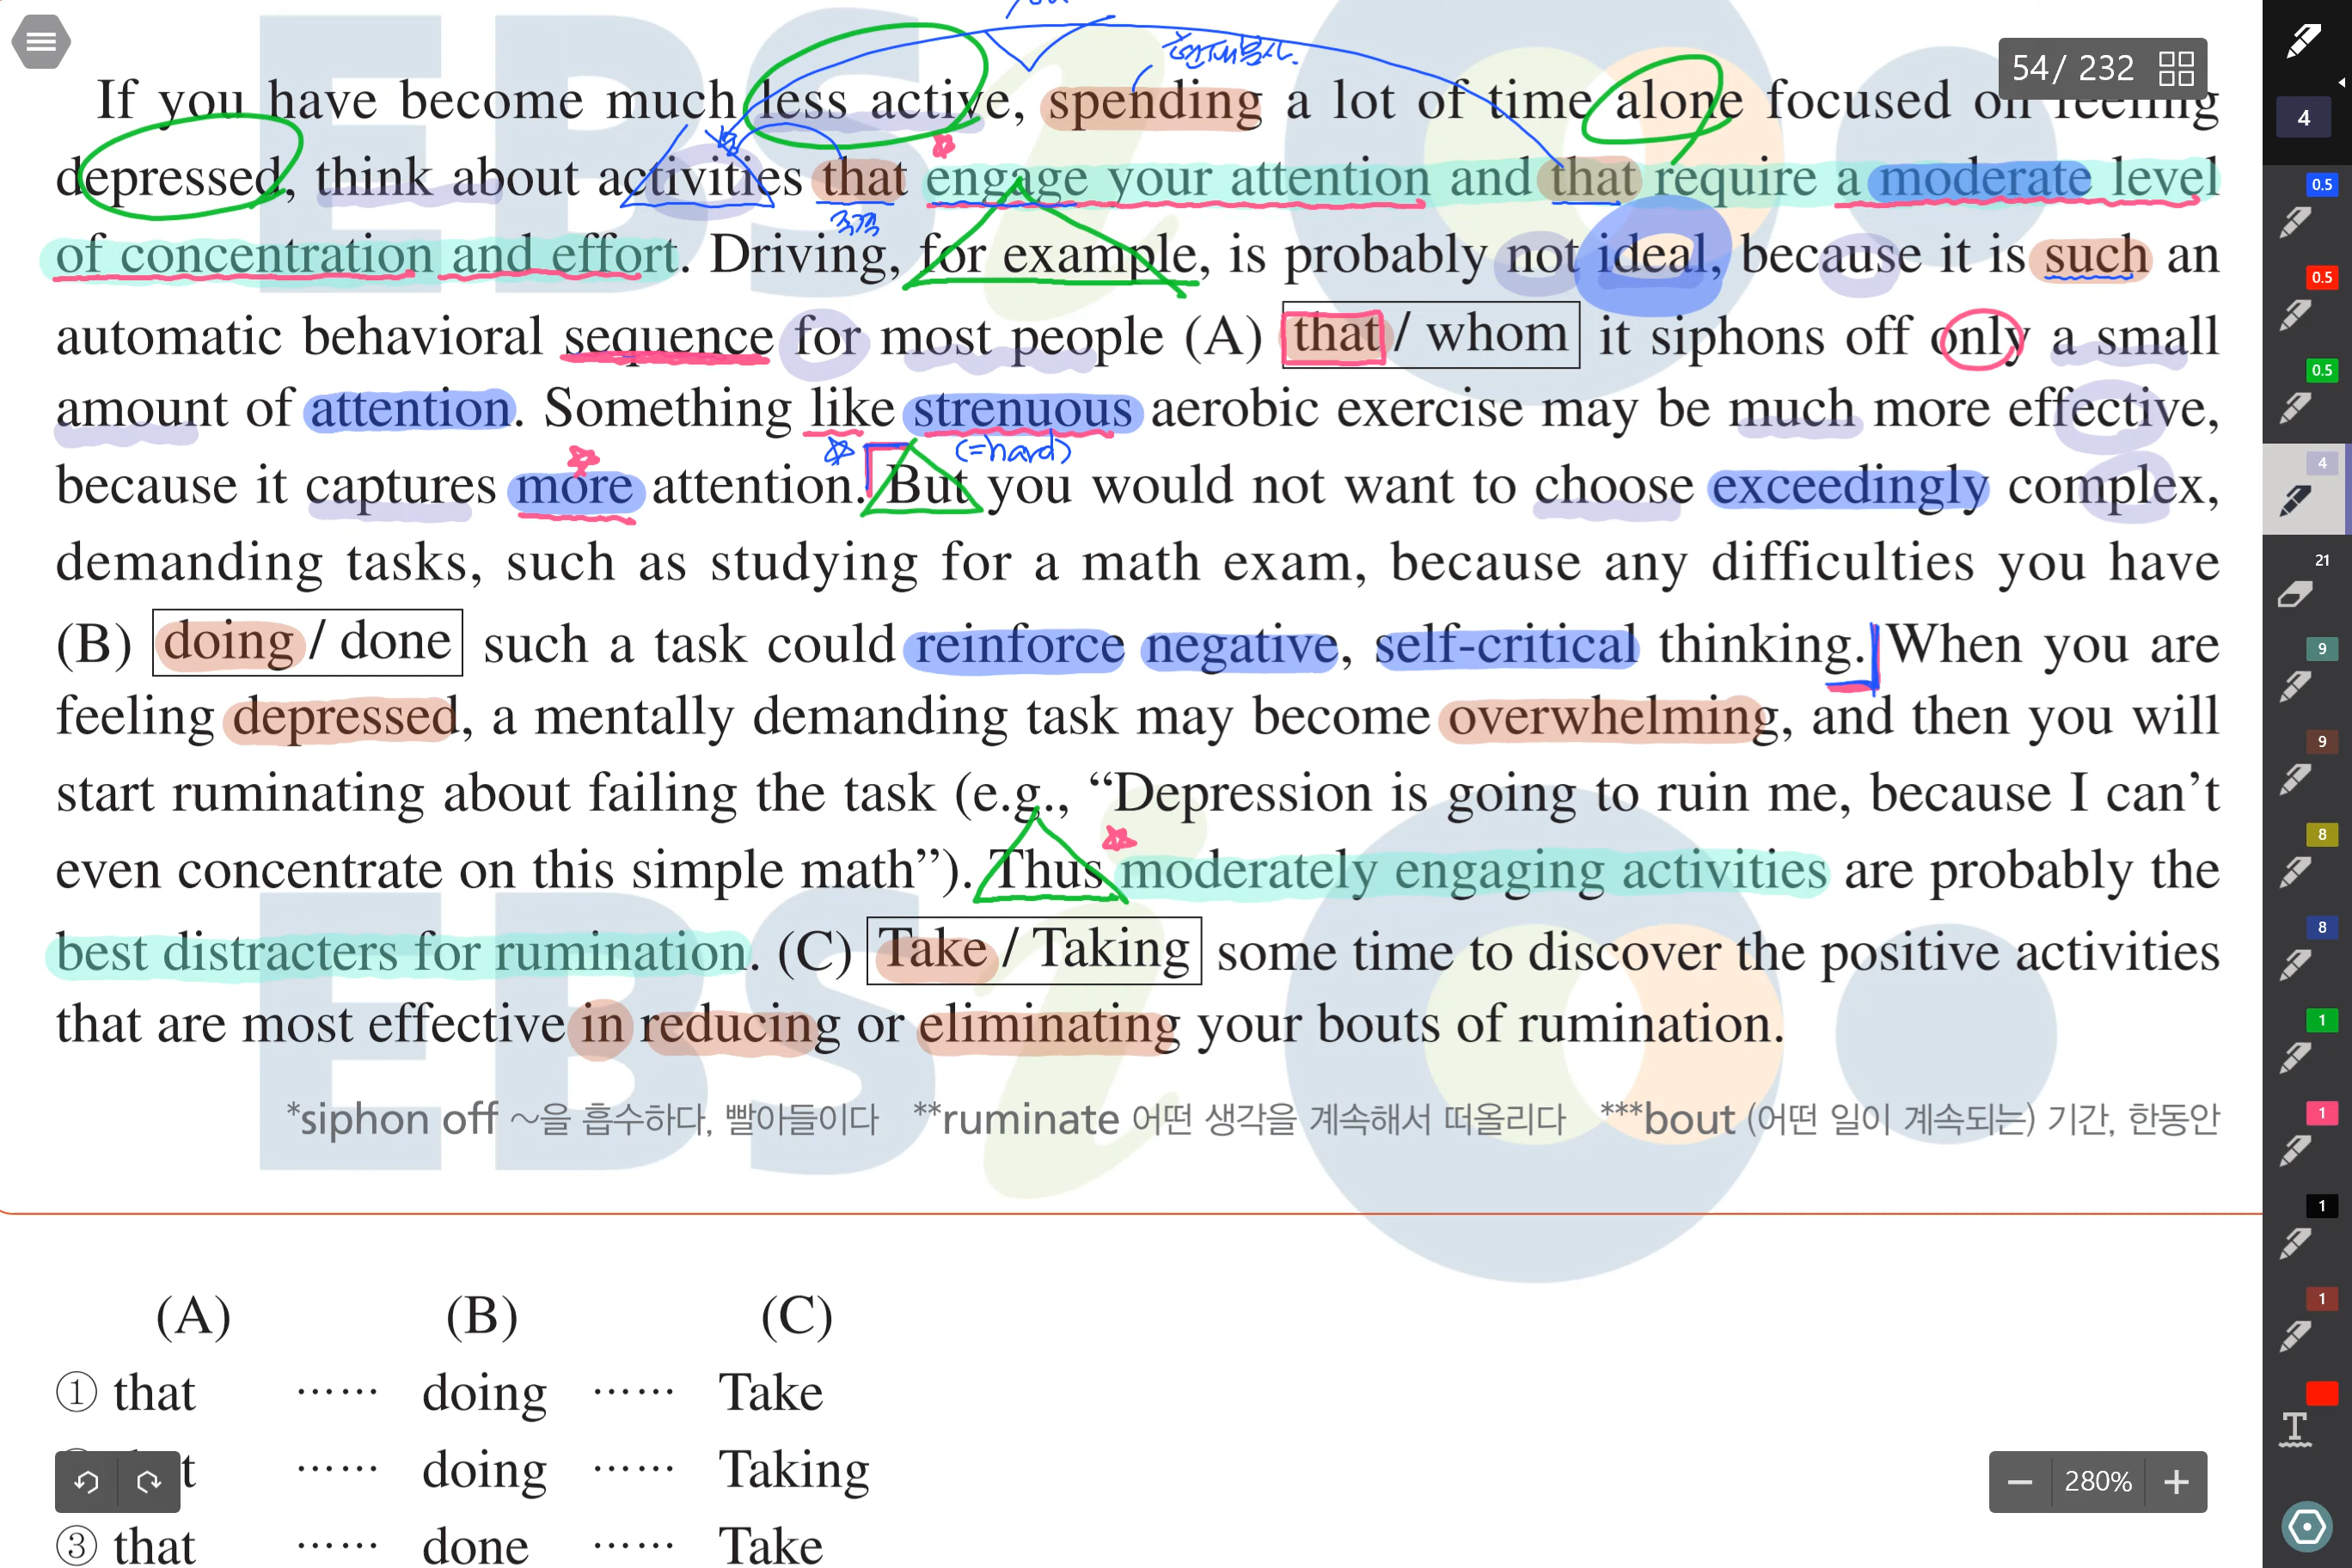 54/ 232
If you have become much less active, spending a lot of time alone focused on feeling
현재분사.
depressed, think about activities that engage your attention and that require a moderate level
주격
of concentration and effort. Driving, for example, is probably not ideal, because it is such an
automatic behavioral sequence for most people (A) that / whom it siphons off only a small
amount of attention. Something like strenuous aerobic exercise may be much more effective,
(=hard)
because it captures more attention. But you would not want to choose exceedingly complex,
demanding tasks, such as studying for a math exam, because any difficulties you have
(B) doing / done such a task could reinforce negative, self-critical thinking. When you are
feeling depressed, a mentally demanding task may become overwhelming, and then you will
start ruminating about failing the task (e.g., “Depression is going to ruin me, because I can’t
even concentrate on this simple math”). Thus moderately engaging activities are probably the
best distracters for rumination. (C) Take / Taking some time to discover the positive activities
that are most effective in reducing or eliminating your bouts of rumination.
*siphon off ~을 흡수하다, 빨아들이다 **ruminate 어떤 생각을 계속해서 떠올리다 ***bout (어떤 일이 계속되는) 기간, 한동안
(A) (B) (C)
① that …… doing …… Take
t …… doing …… Taking
③ that …… done …… Take
280%
EBSi
EBSi
4
0.5
0.5
0.5
4
21
9
9
8
8
1
1
1
1
T